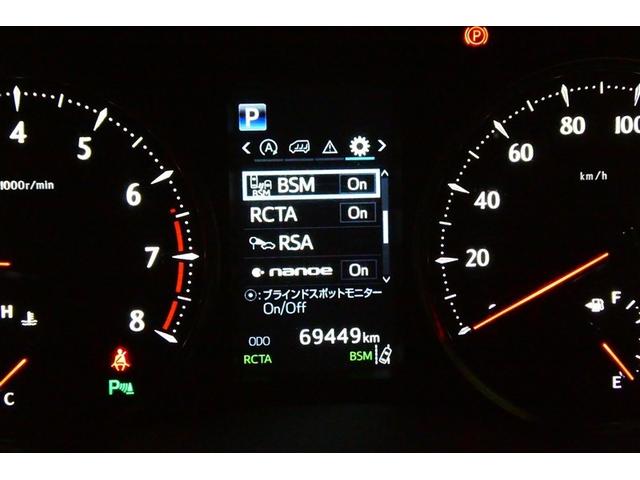 P
P
A
4
5
6
7
8
1000r/min
H
C
BSM
BSM On
RCTA On
RSA
nanoe On
:ブラインドスポットモニター
On/Off
ODO 69449km
RCTA BSM
P
20
40
60
80
100
km/h
F
E